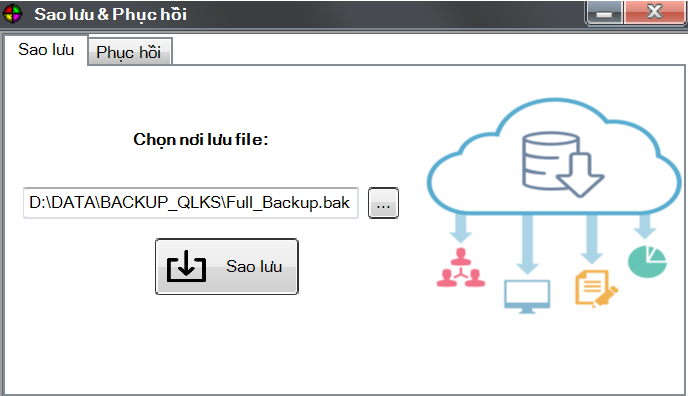 Sao lưu & Phục hồi
Sao lưu
Phục hồi
Chọn nơi lưu file:
D:\DATA\BACKUP_QLKS\Full_Backup.bak
...
Sao lưu